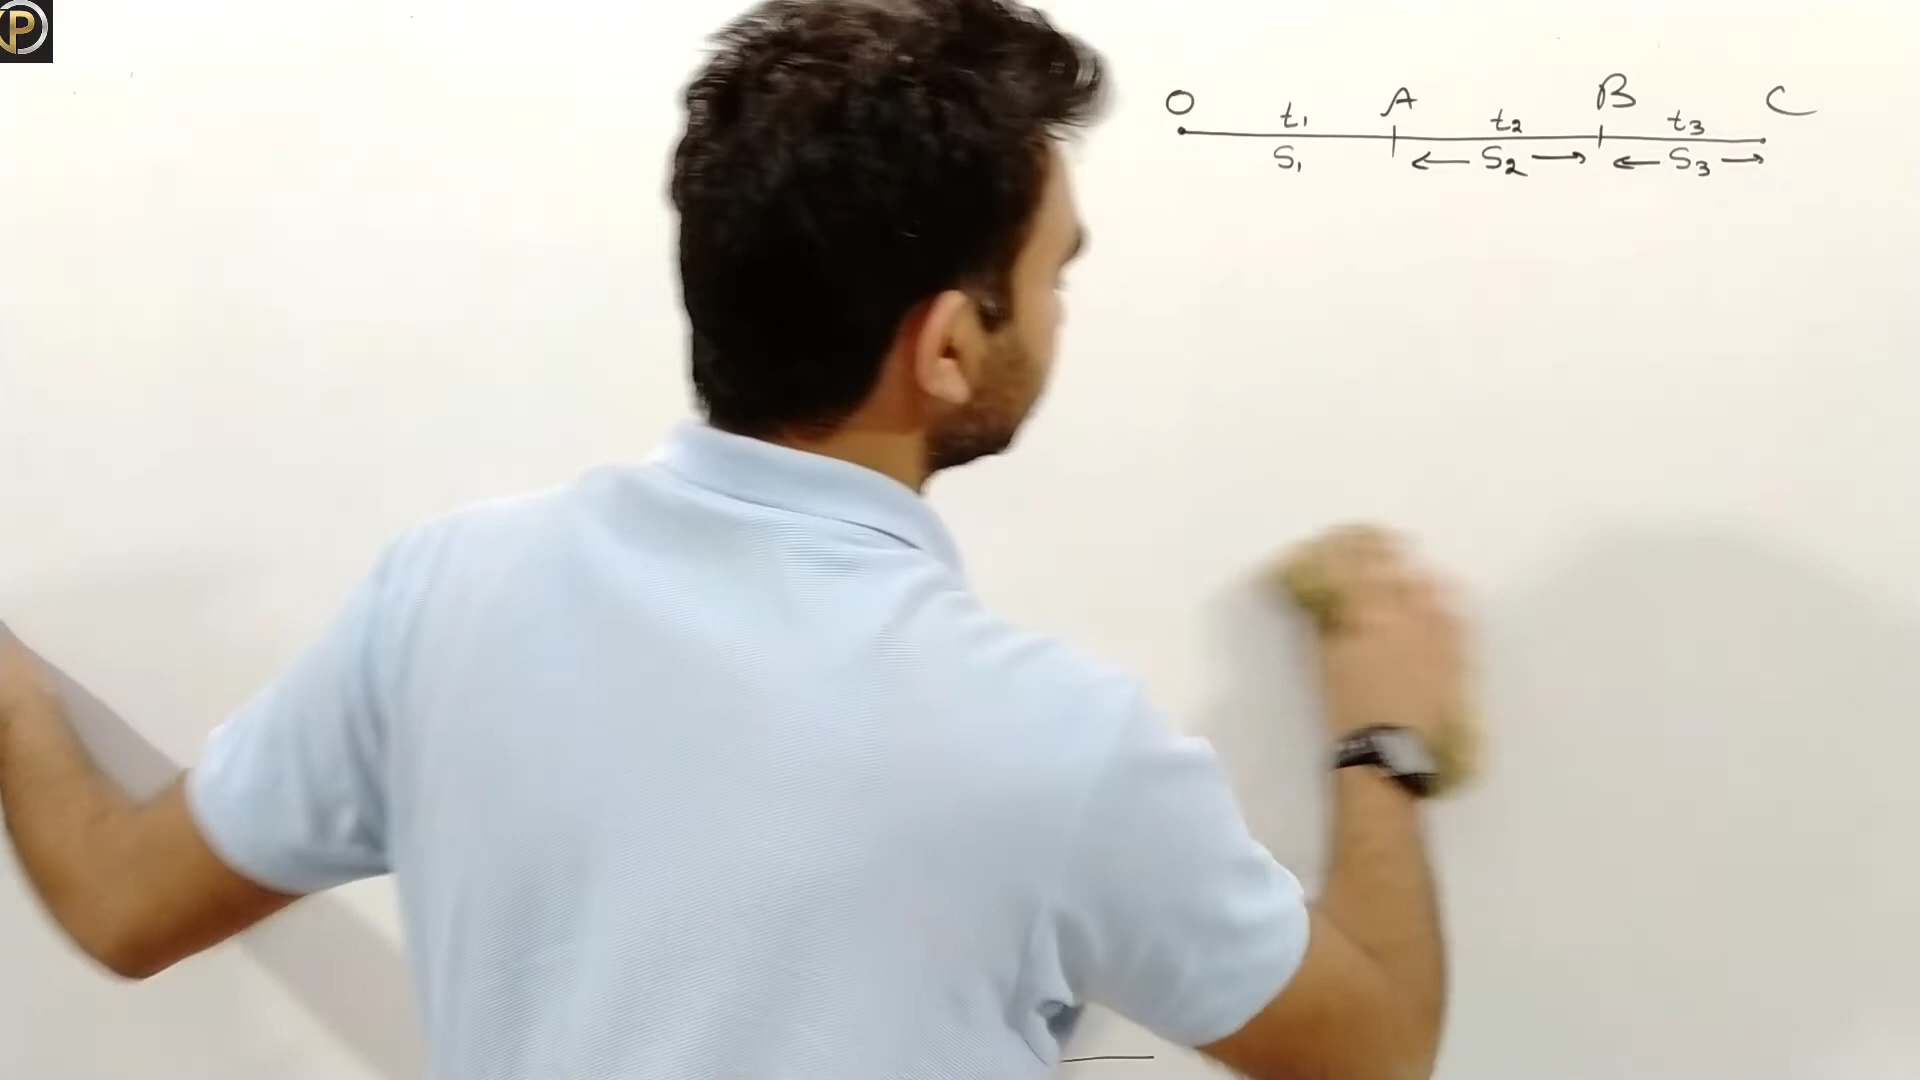 P
O t₁ A t₂ B t₃ C
S₁ ← S₂ → ← S₃ →